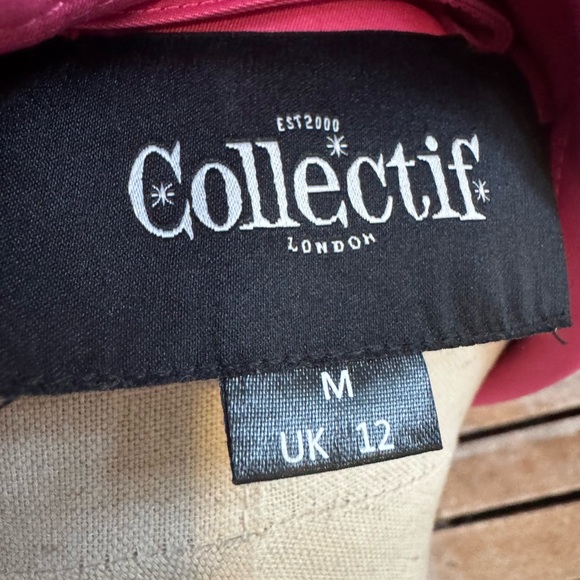 EST2000
Collectif
LONDON
M
UK 12